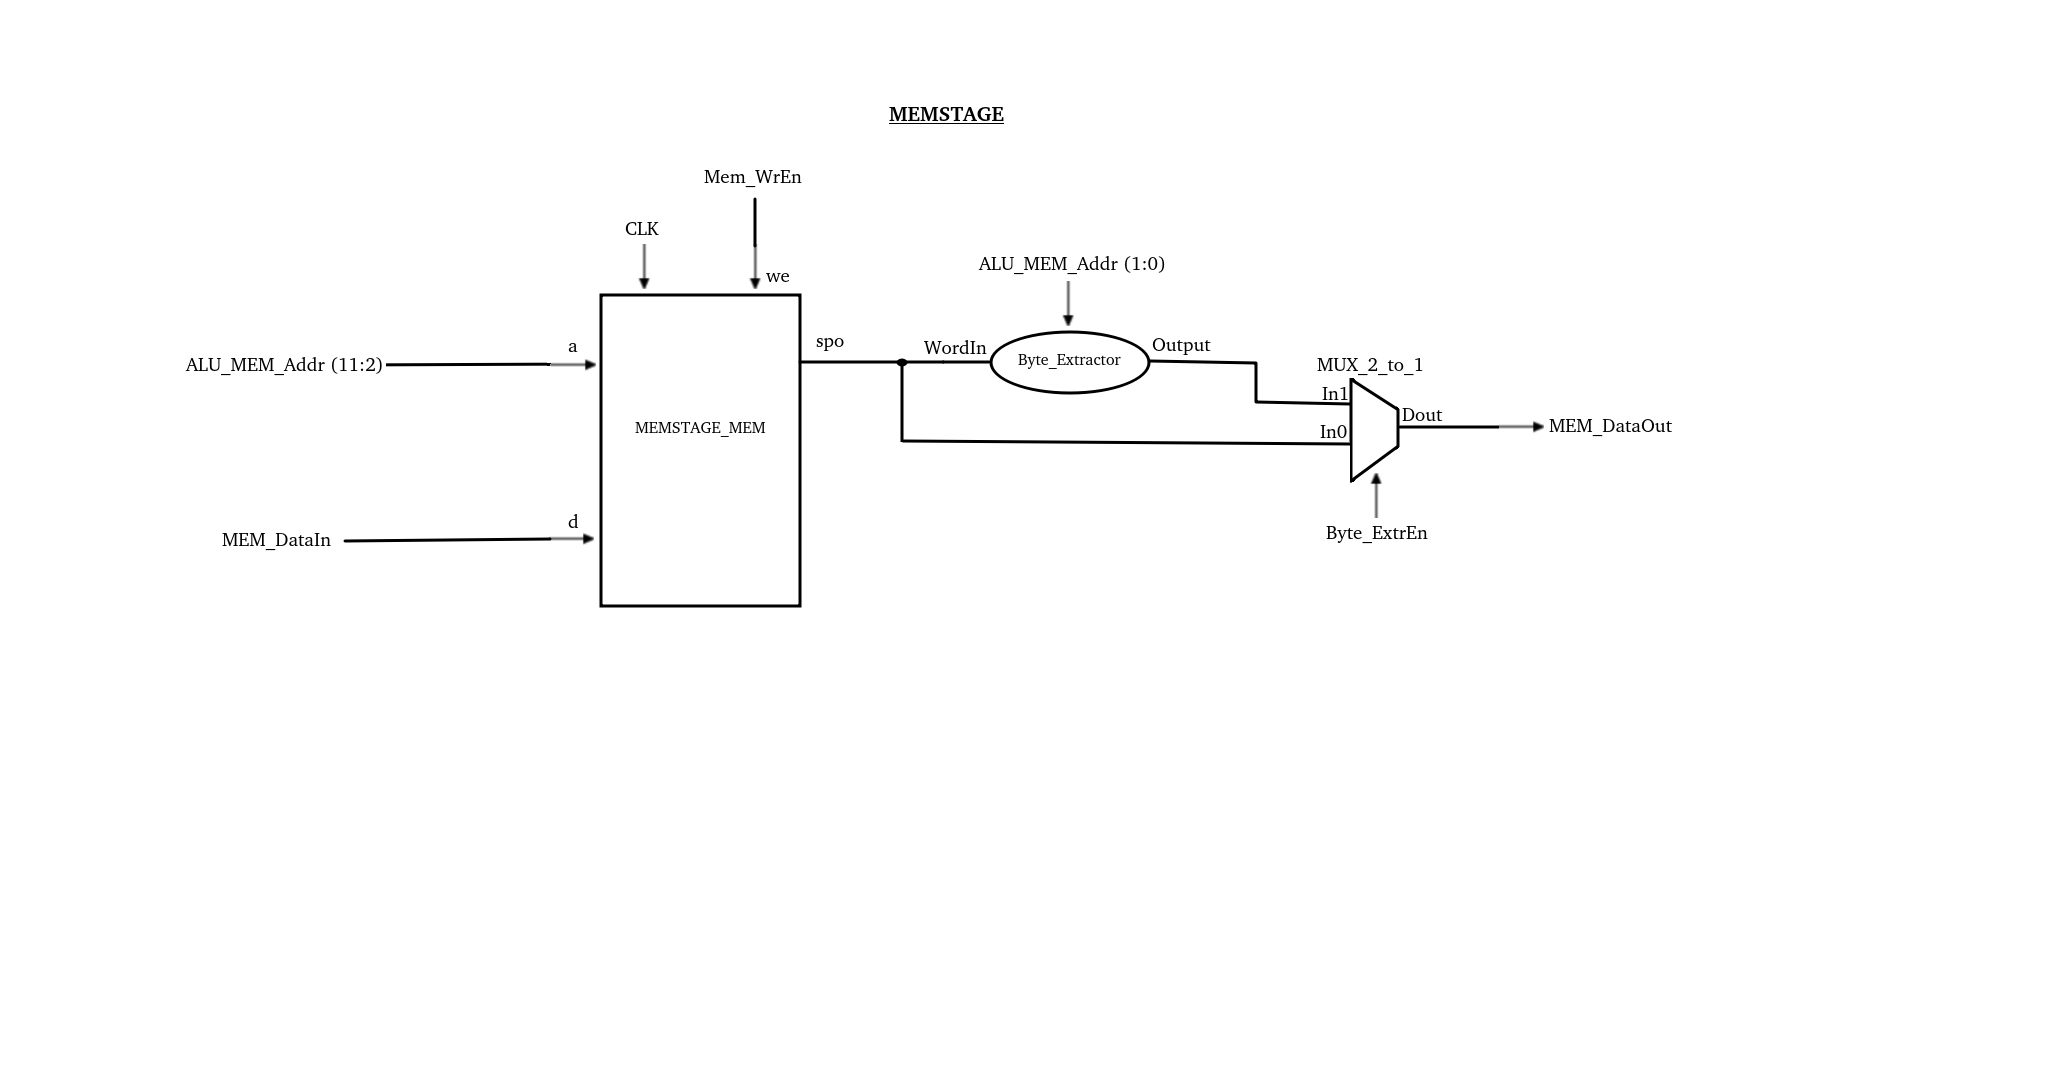 MEMSTAGE
Mem_WrEn
CLK
we
ALU_MEM_Addr (1:0)
a
ALU_MEM_Addr (11:2)
spo
WordIn
Byte_Extractor
Output
MUX_2_to_1
In1
In0
Dout
MEM_DataOut
MEMSTAGE_MEM
d
MEM_DataIn
Byte_ExtrEn